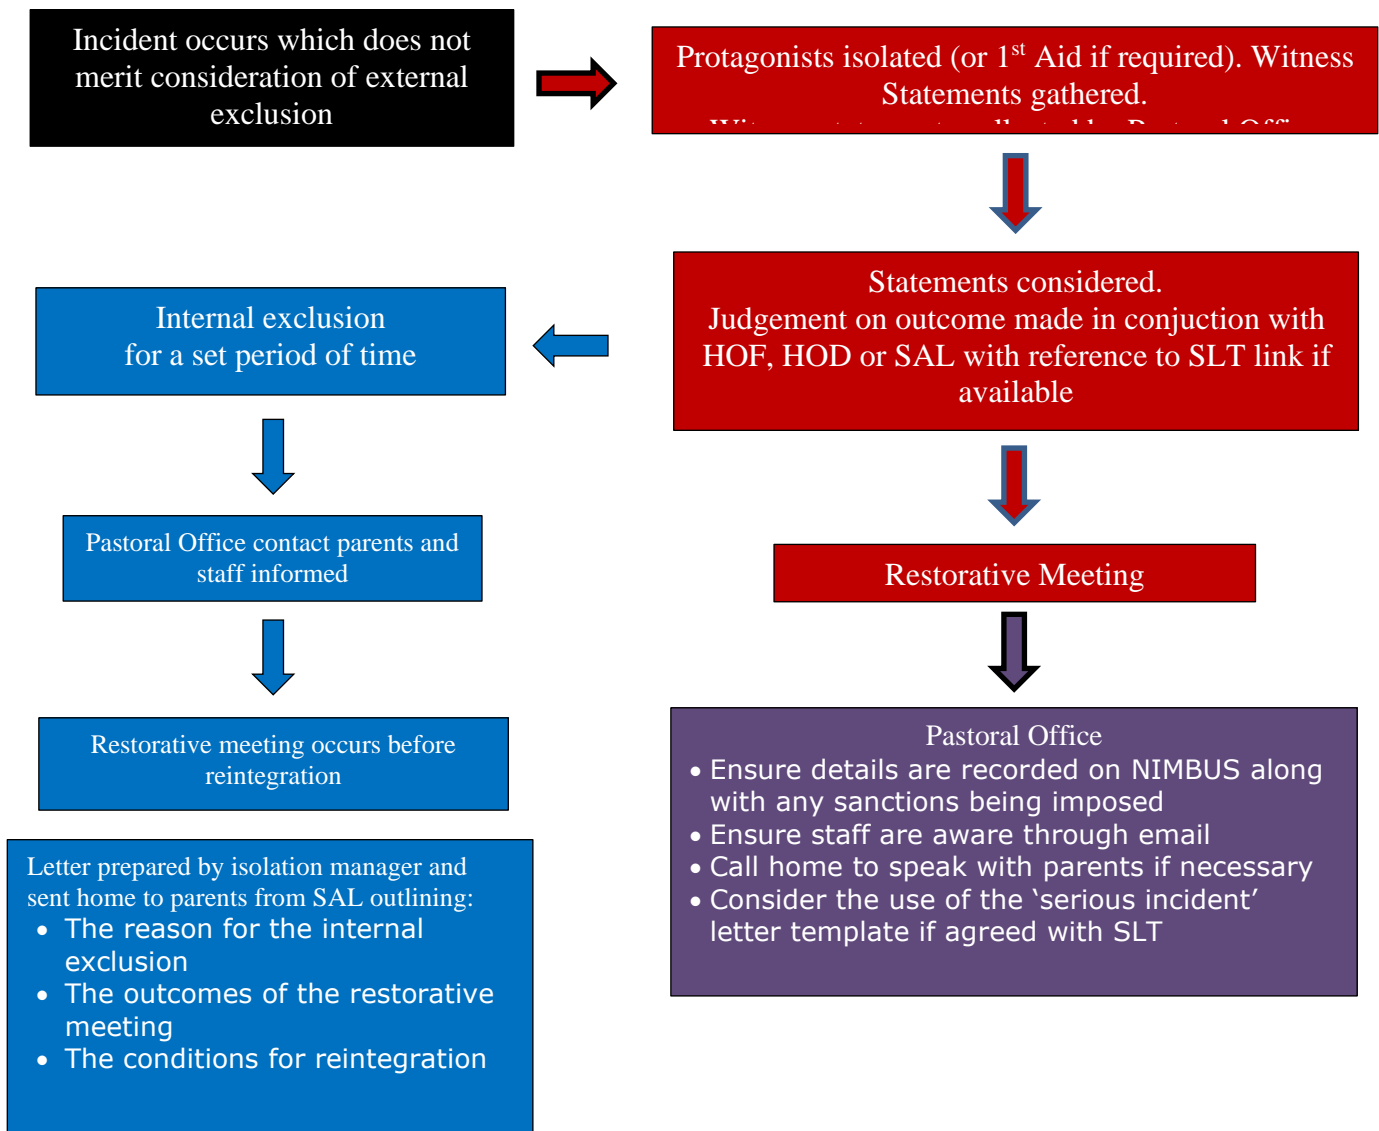 Incident occurs which does not
merit consideration of external
exclusion
Protagonists isolated (or 1st Aid if required). Witness
Statements gathered.
Statements considered.
Judgement on outcome made in conjuction with
HOF, HOD or SAL with reference to SLT link if
available
Internal exclusion
for a set period of time
Pastoral Office contact parents and
staff informed
Restorative meeting occurs before
reintegration
Letter prepared by isolation manager and
sent home to parents from SAL outlining:
• The reason for the internal
exclusion
• The outcomes of the restorative
meeting
• The conditions for reintegration
Restorative Meeting
Pastoral Office
• Ensure details are recorded on NIMBUS along
with any sanctions being imposed
• Ensure staff are aware through email
• Call home to speak with parents if necessary
• Consider the use of the ‘serious incident’
letter template if agreed with SLT